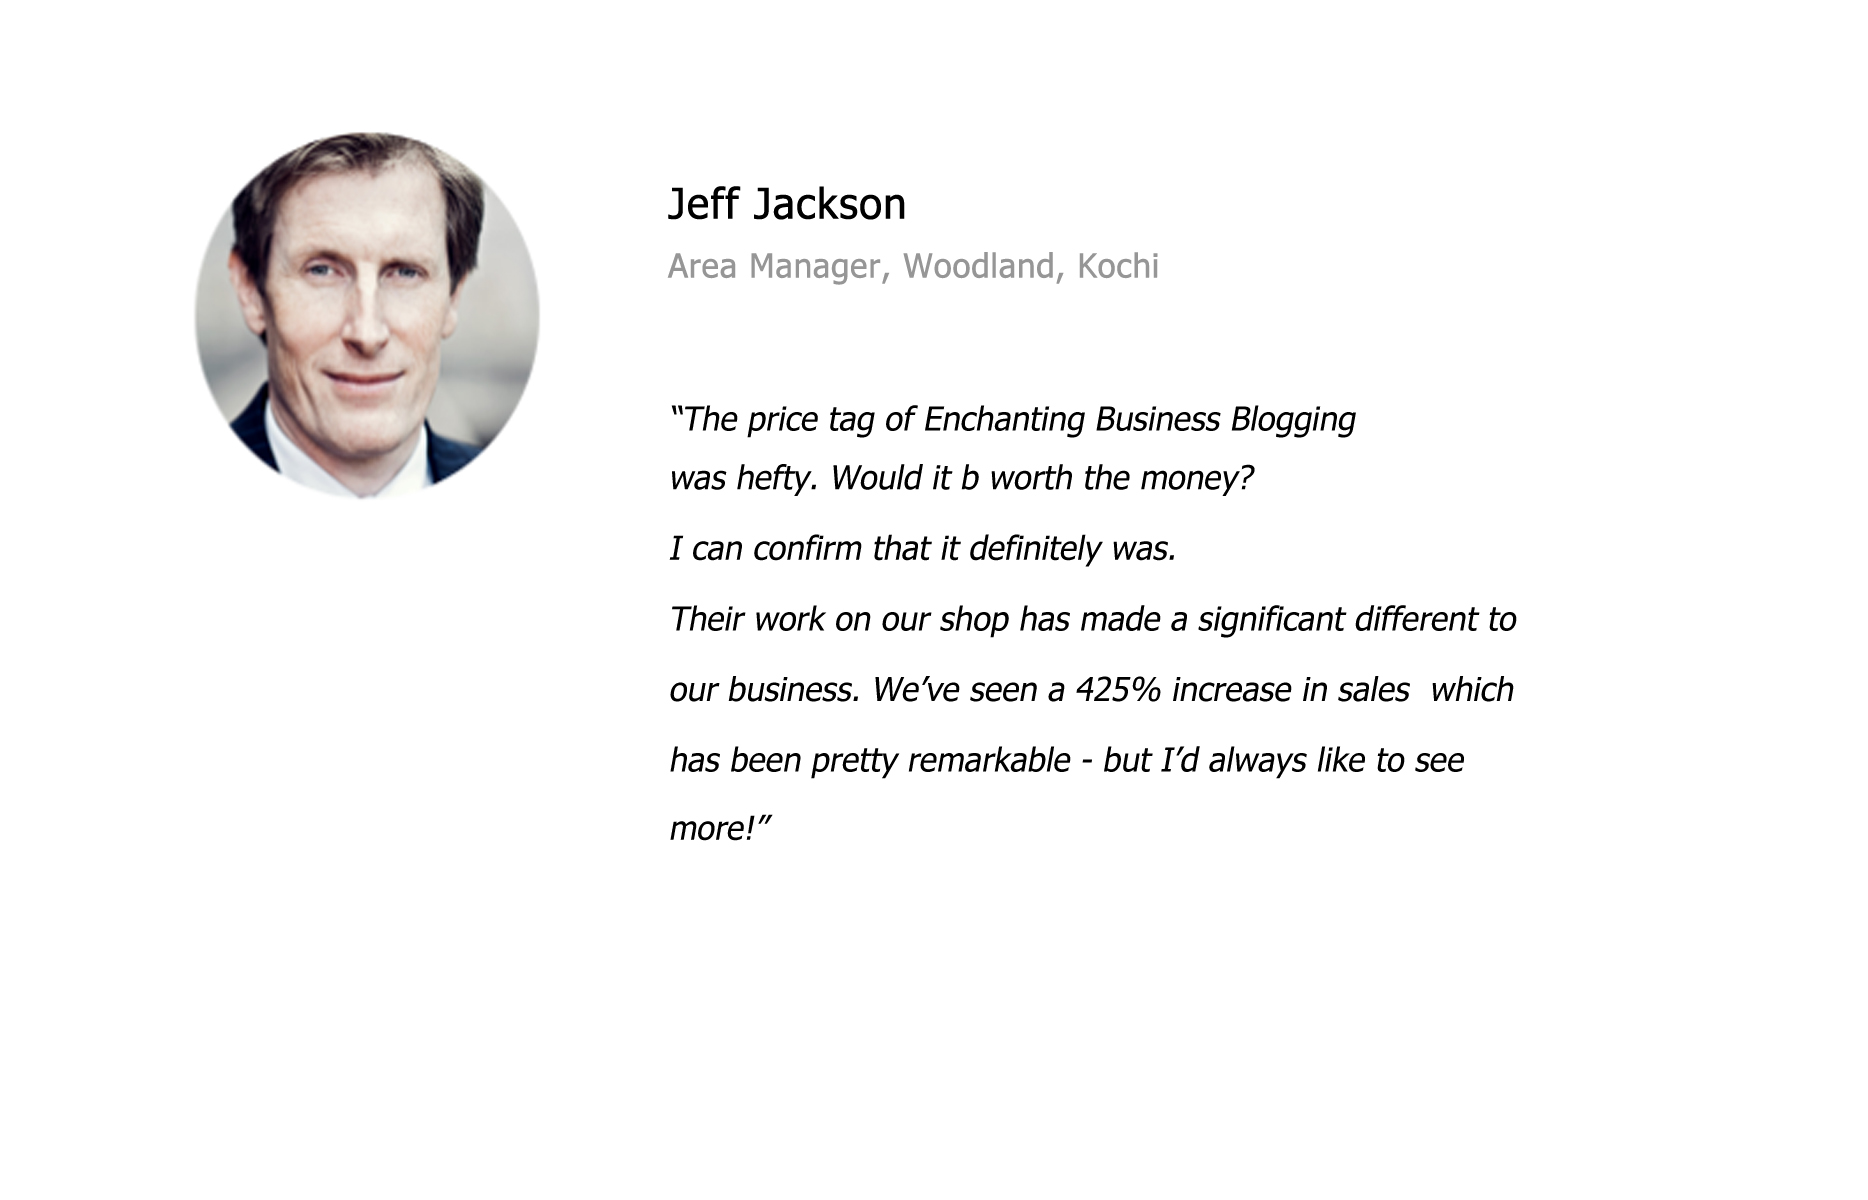 Jeff Jackson
Area Manager, Woodland, Kochi
“The price tag of Enchanting Business Blogging
was hefty. Would it b worth the money?
I can confirm that it definitely was.
Their work on our shop has made a significant different to
our business. We’ve seen a 425% increase in sales  which
has been pretty remarkable - but I’d always like to see
more!”